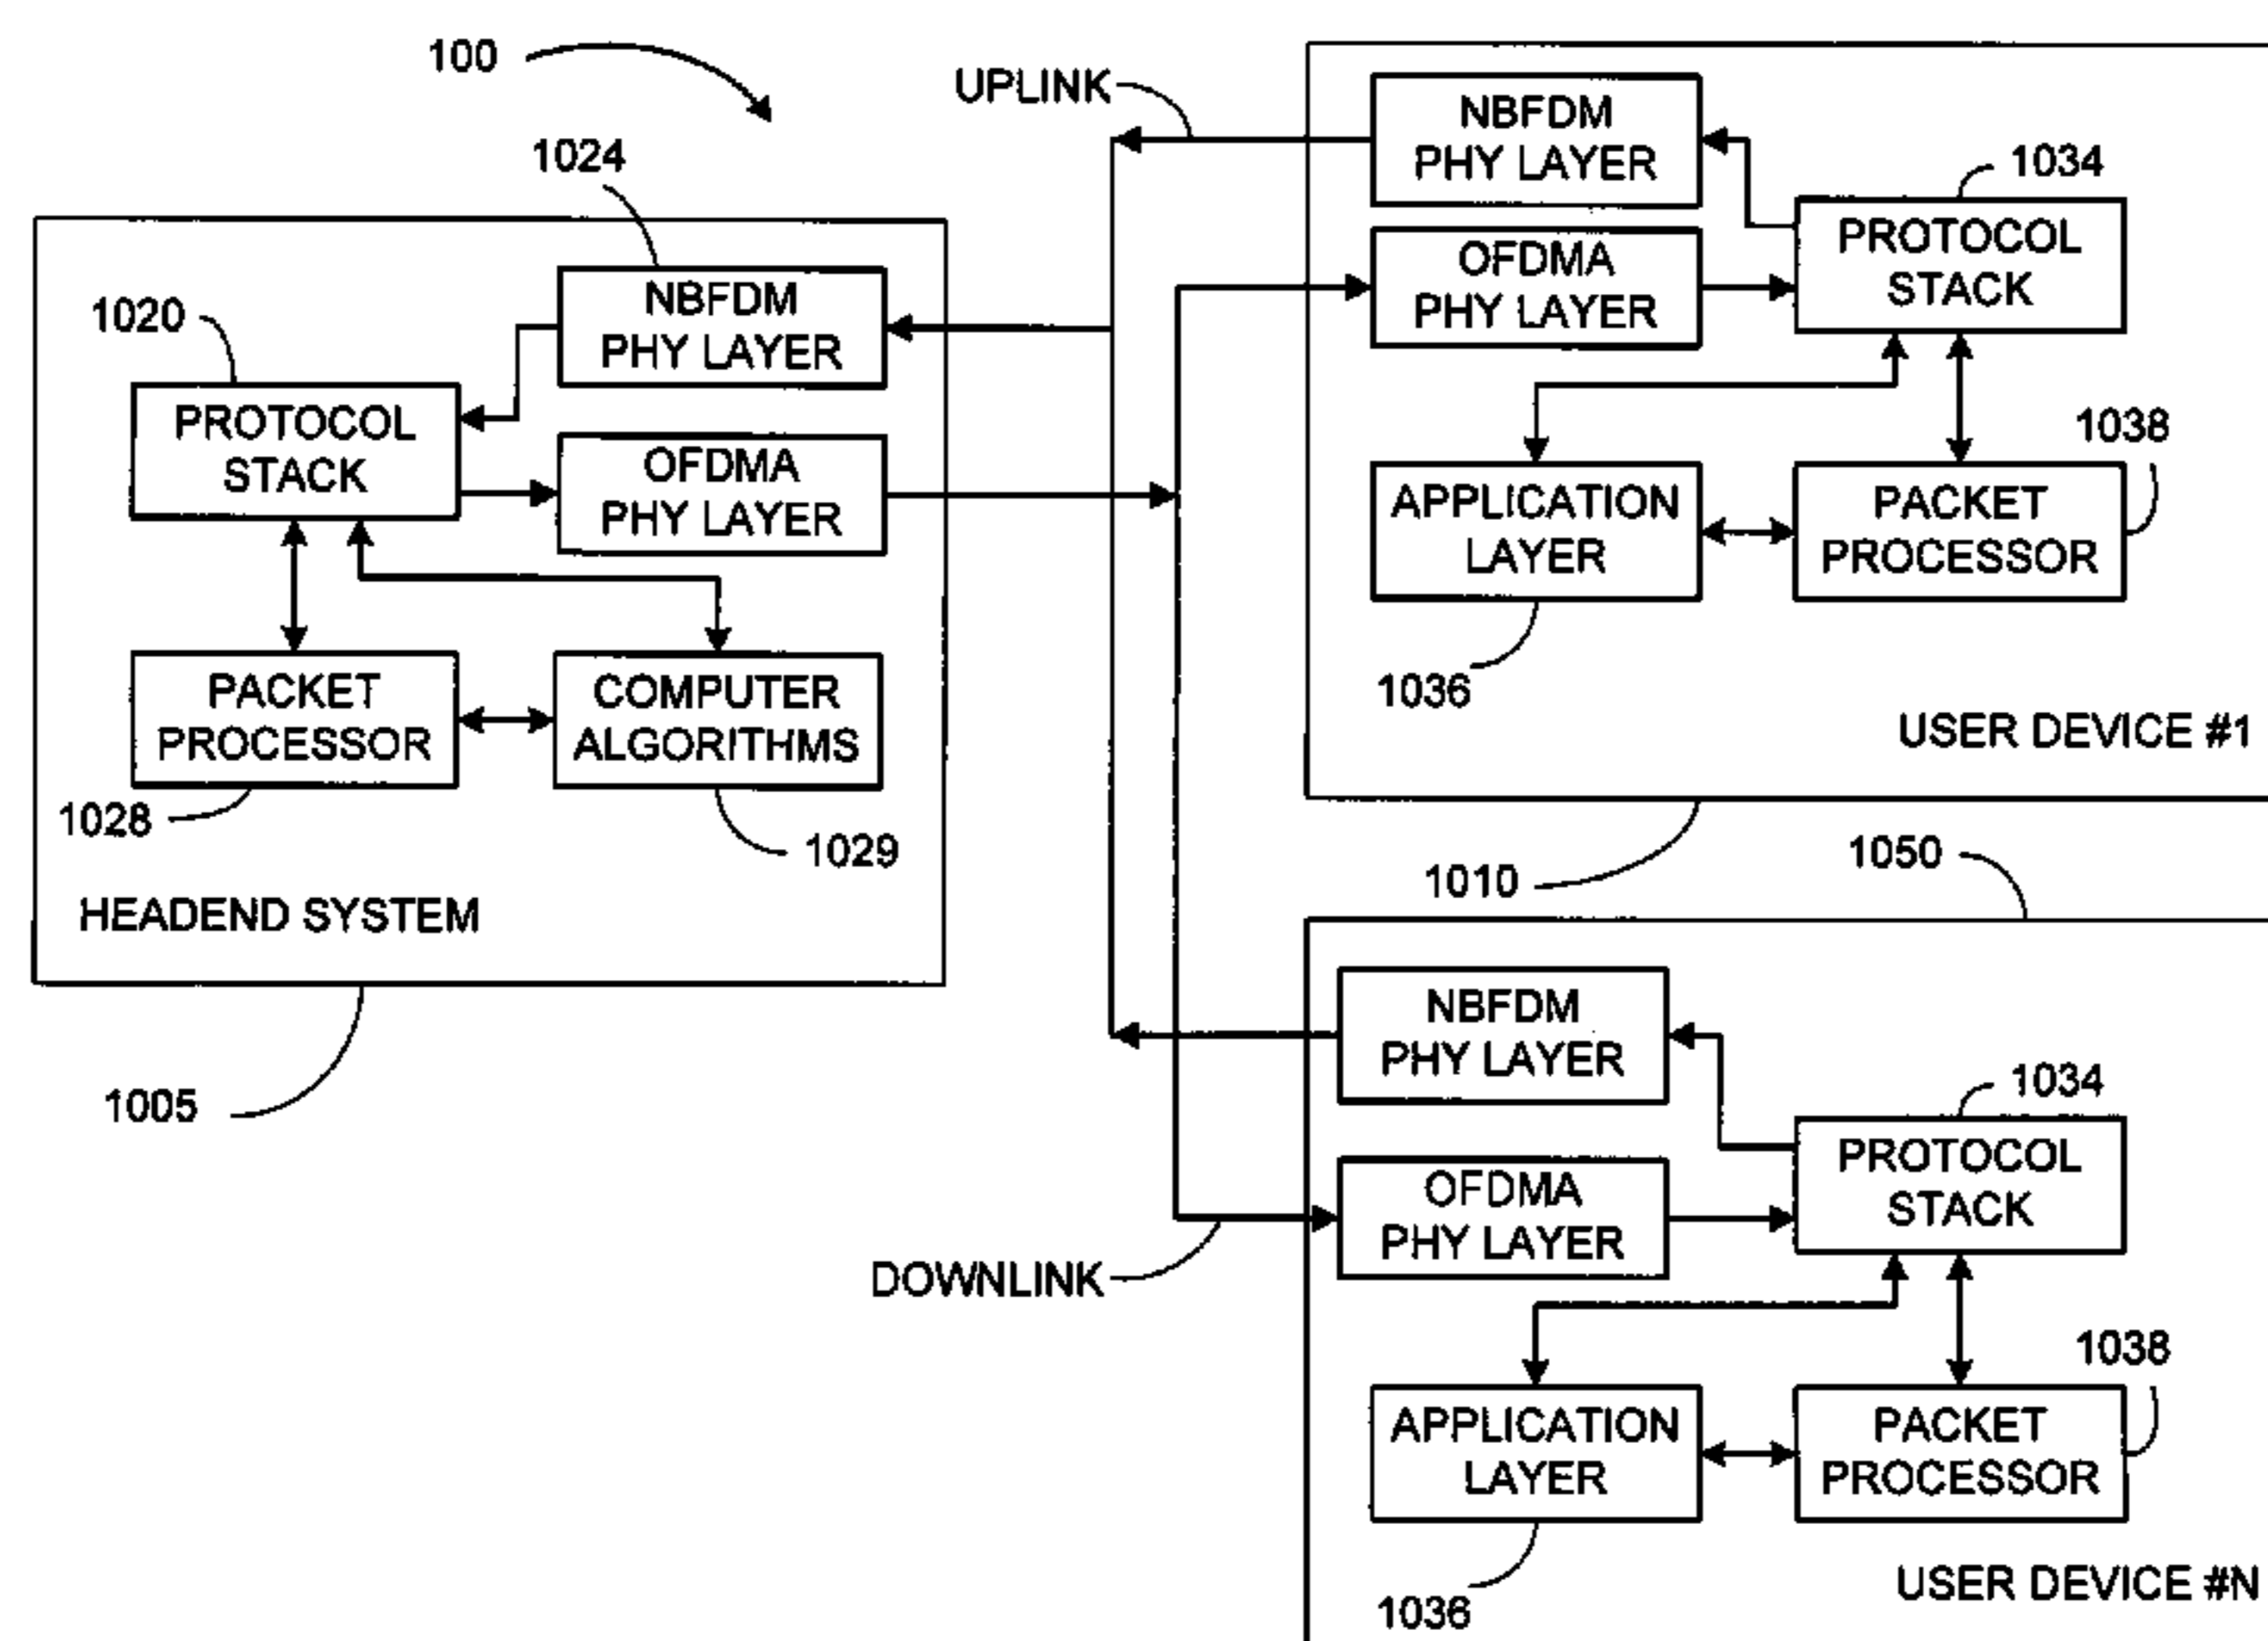 100
UPLINK
1024
1020
NBFDM
PHY LAYER
PROTOCOL
STACK
OFDMA
PHY LAYER
PACKET
PROCESSOR
COMPUTER
ALGORITHMS
1028
1029
HEADEND SYSTEM
1005
NBFDM
PHY LAYER
1034
OFDMA
PHY LAYER
PROTOCOL
STACK
1038
APPLICATION
LAYER
PACKET
PROCESSOR
1036
USER DEVICE #1
1010
1050
NBFDM
PHY LAYER
1034
OFDMA
PHY LAYER
PROTOCOL
STACK
DOWNLINK
1038
APPLICATION
LAYER
PACKET
PROCESSOR
1036
USER DEVICE #N